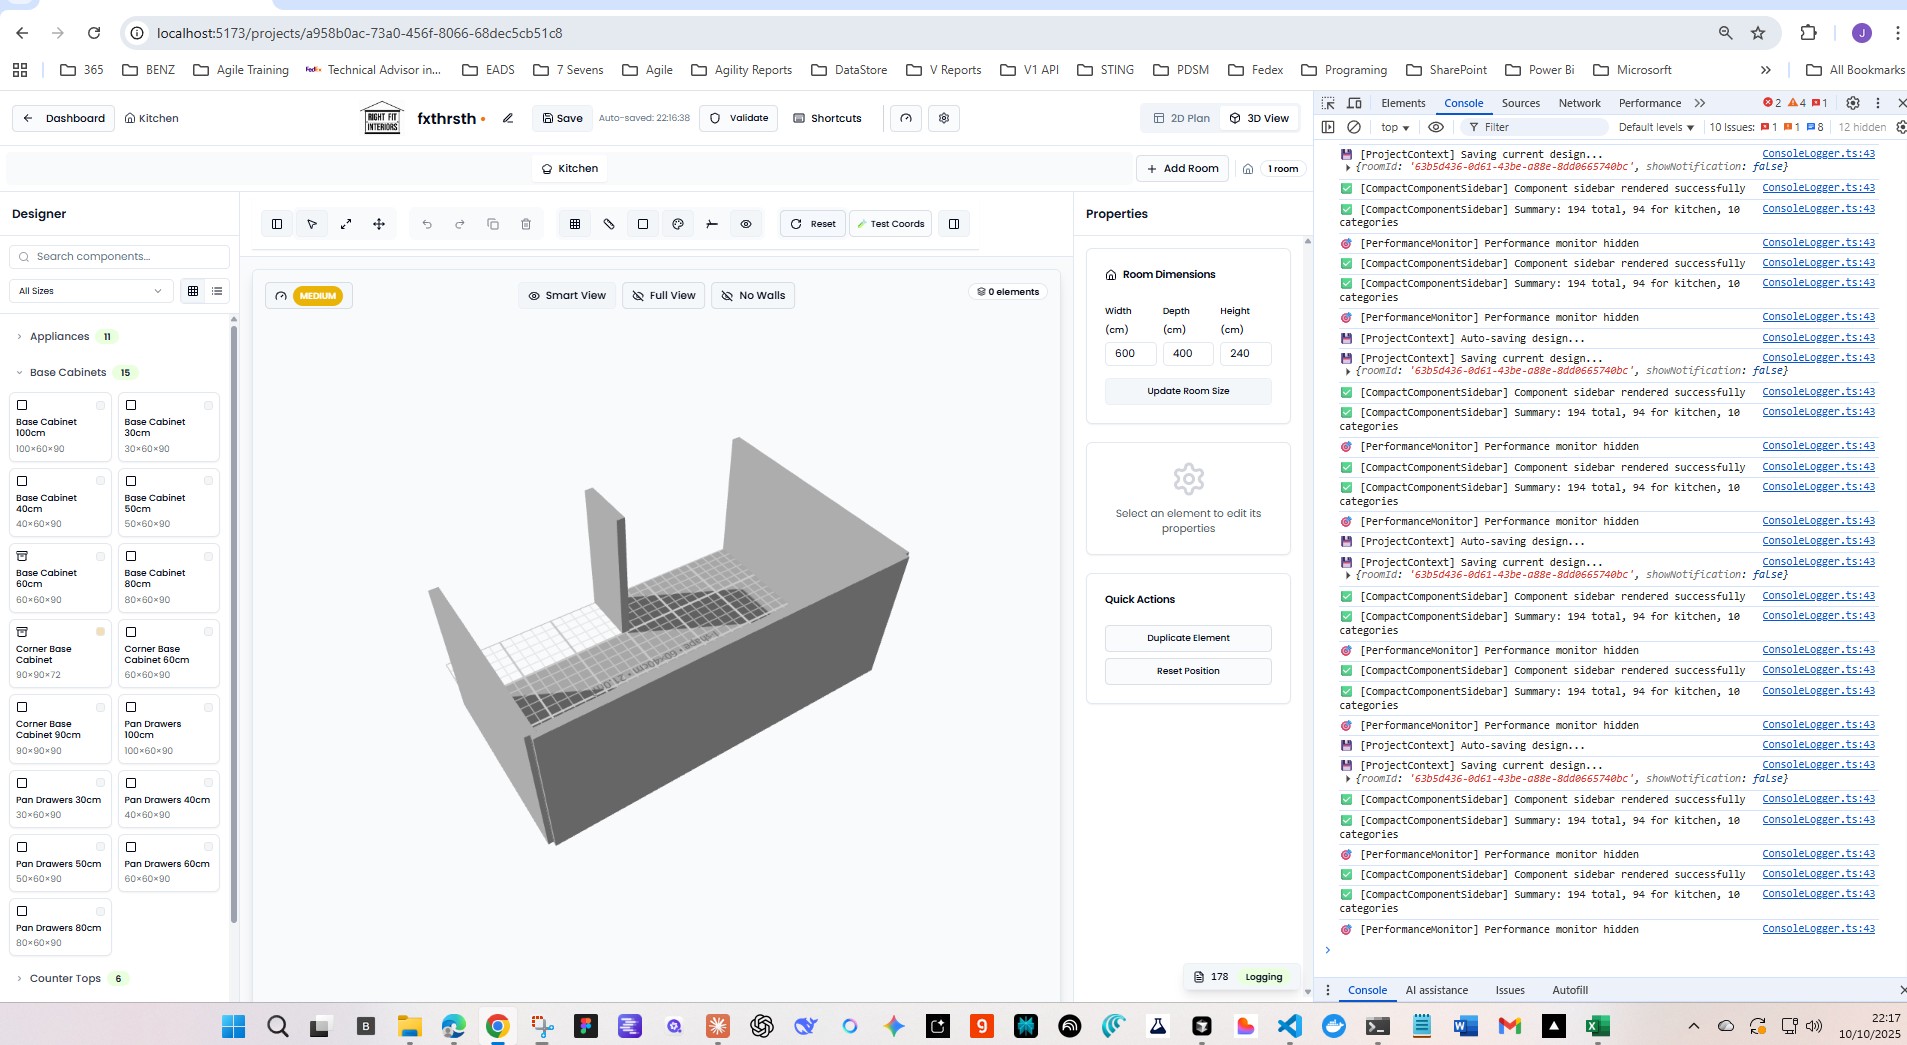 localhost:5173/projects/a958b0ac-73a0-456f-8066-68dec5cb51c8
J
365
BENZ
Agile Training
FedEx
Technical Advisor in...
EADS
7 Sevens
Agile
Agility Reports
DataStore
V Reports
V1 API
STING
PDSM
Fedex
Programing
SharePoint
Power Bi
Microsorft
All Bookmarks
Dashboard
Kitchen
RIGHT FIT
INTERIORS
fxthrsth
Save
Auto-saved: 22:16:38
Validate
Shortcuts
2D Plan
3D View
Kitchen
Add Room
1 room
Designer
Search components...
All Sizes
Appliances 11
Base Cabinets 15
Base Cabinet
100cm
100×60×90
Base Cabinet
30cm
30×60×90
Base Cabinet
40cm
40×60×90
Base Cabinet
50cm
50×60×90
Base Cabinet
60cm
60×60×90
Base Cabinet
80cm
80×60×90
Corner Base
Cabinet
90×90×72
Corner Base
Cabinet 60cm
60×60×90
Corner Base
Cabinet 90cm
90×90×90
Pan Drawers
100cm
100×60×90
Pan Drawers 30cm
30×60×90
Pan Drawers 40cm
40×60×90
Pan Drawers 50cm
50×60×90
Pan Drawers 60cm
60×60×90
Pan Drawers 80cm
80×60×90
Counter Tops 6
Reset
Test Coords
MEDIUM
Smart View
Full View
No Walls
0 elements
Properties
Room Dimensions
Width
(cm)
Depth
(cm)
Height
(cm)
600
400
240
Update Room Size
Select an element to edit its
properties
Quick Actions
Duplicate Element
Reset Position
178
Logging
Elements
Console
Sources
Network
Performance
2
4
1
top
Filter
Default levels
10 Issues:
1
1
8
12 hidden
[ProjectContext] Saving current design... ConsoleLogger.ts:43
{roomId: '63b5d436-0d61-43be-a88e-8dd0665740bc', showNotification: false}
[CompactComponentSidebar] Component sidebar rendered successfully ConsoleLogger.ts:43
[CompactComponentSidebar] Summary: 194 total, 94 for kitchen, 10 ConsoleLogger.ts:43
categories
[PerformanceMonitor] Performance monitor hidden ConsoleLogger.ts:43
[CompactComponentSidebar] Component sidebar rendered successfully ConsoleLogger.ts:43
[CompactComponentSidebar] Summary: 194 total, 94 for kitchen, 10 ConsoleLogger.ts:43
categories
[PerformanceMonitor] Performance monitor hidden ConsoleLogger.ts:43
[ProjectContext] Auto-saving design... ConsoleLogger.ts:43
[ProjectContext] Saving current design... ConsoleLogger.ts:43
{roomId: '63b5d436-0d61-43be-a88e-8dd0665740bc', showNotification: false}
[CompactComponentSidebar] Component sidebar rendered successfully ConsoleLogger.ts:43
[CompactComponentSidebar] Summary: 194 total, 94 for kitchen, 10 ConsoleLogger.ts:43
categories
[PerformanceMonitor] Performance monitor hidden ConsoleLogger.ts:43
[CompactComponentSidebar] Component sidebar rendered successfully ConsoleLogger.ts:43
[CompactComponentSidebar] Summary: 194 total, 94 for kitchen, 10 ConsoleLogger.ts:43
categories
[PerformanceMonitor] Performance monitor hidden ConsoleLogger.ts:43
[ProjectContext] Auto-saving design... ConsoleLogger.ts:43
[ProjectContext] Saving current design... ConsoleLogger.ts:43
{roomId: '63b5d436-0d61-43be-a88e-8dd0665740bc', showNotification: false}
[CompactComponentSidebar] Component sidebar rendered successfully ConsoleLogger.ts:43
[CompactComponentSidebar] Summary: 194 total, 94 for kitchen, 10 ConsoleLogger.ts:43
categories
[PerformanceMonitor] Performance monitor hidden ConsoleLogger.ts:43
[CompactComponentSidebar] Component sidebar rendered successfully ConsoleLogger.ts:43
[CompactComponentSidebar] Summary: 194 total, 94 for kitchen, 10 ConsoleLogger.ts:43
categories
[PerformanceMonitor] Performance monitor hidden ConsoleLogger.ts:43
[ProjectContext] Auto-saving design... ConsoleLogger.ts:43
[ProjectContext] Saving current design... ConsoleLogger.ts:43
{roomId: '63b5d436-0d61-43be-a88e-8dd0665740bc', showNotification: false}
[CompactComponentSidebar] Component sidebar rendered successfully ConsoleLogger.ts:43
[CompactComponentSidebar] Summary: 194 total, 94 for kitchen, 10 ConsoleLogger.ts:43
categories
[PerformanceMonitor] Performance monitor hidden ConsoleLogger.ts:43
[CompactComponentSidebar] Component sidebar rendered successfully ConsoleLogger.ts:43
[CompactComponentSidebar] Summary: 194 total, 94 for kitchen, 10 ConsoleLogger.ts:43
categories
[PerformanceMonitor] Performance monitor hidden ConsoleLogger.ts:43
Console
AI assistance
Issues
Autofill
22:17
10/10/2025